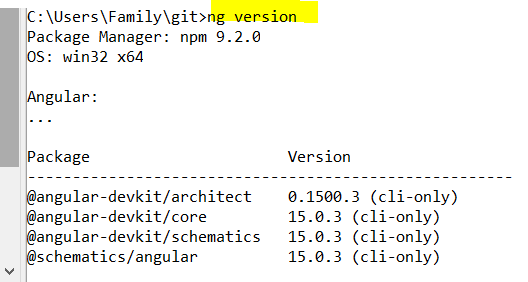 C:\Users\Family\git>ng version
Package Manager: npm 9.2.0
OS: win32 x64
Angular:
...
Package Version
------------------------------------------------------
@angular-devkit/architect 0.1500.3 (cli-only)
@angular-devkit/core 15.0.3 (cli-only)
@angular-devkit/schematics 15.0.3 (cli-only)
@schematics/angular 15.0.3 (cli-only)